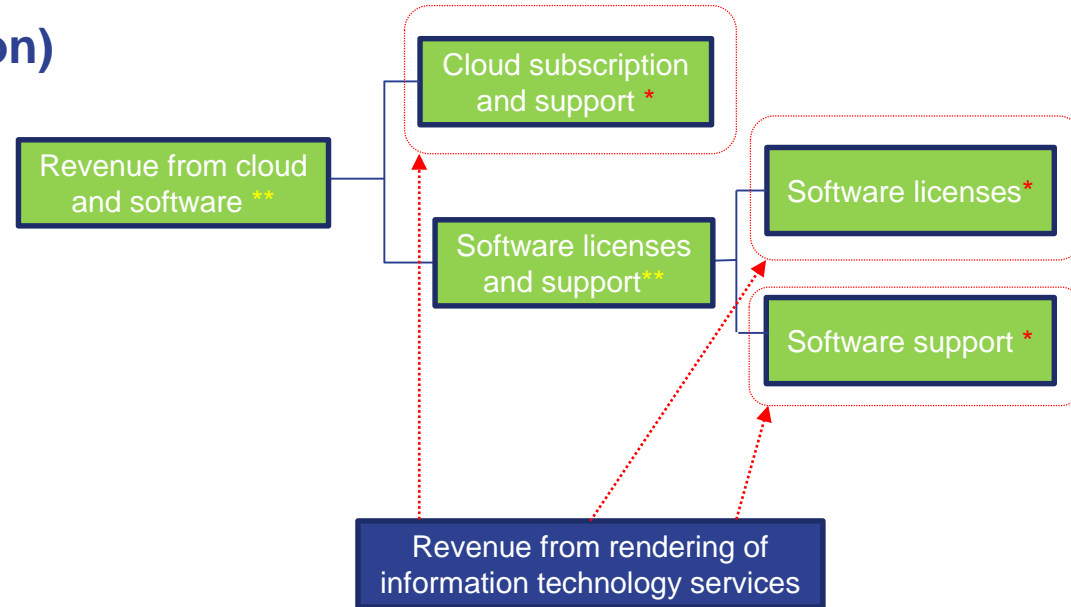 on)
Cloud subscription
and support *
Revenue from cloud
and software **
Software licenses*
Software licenses
and support**
Software support *
Revenue from rendering of
information technology services